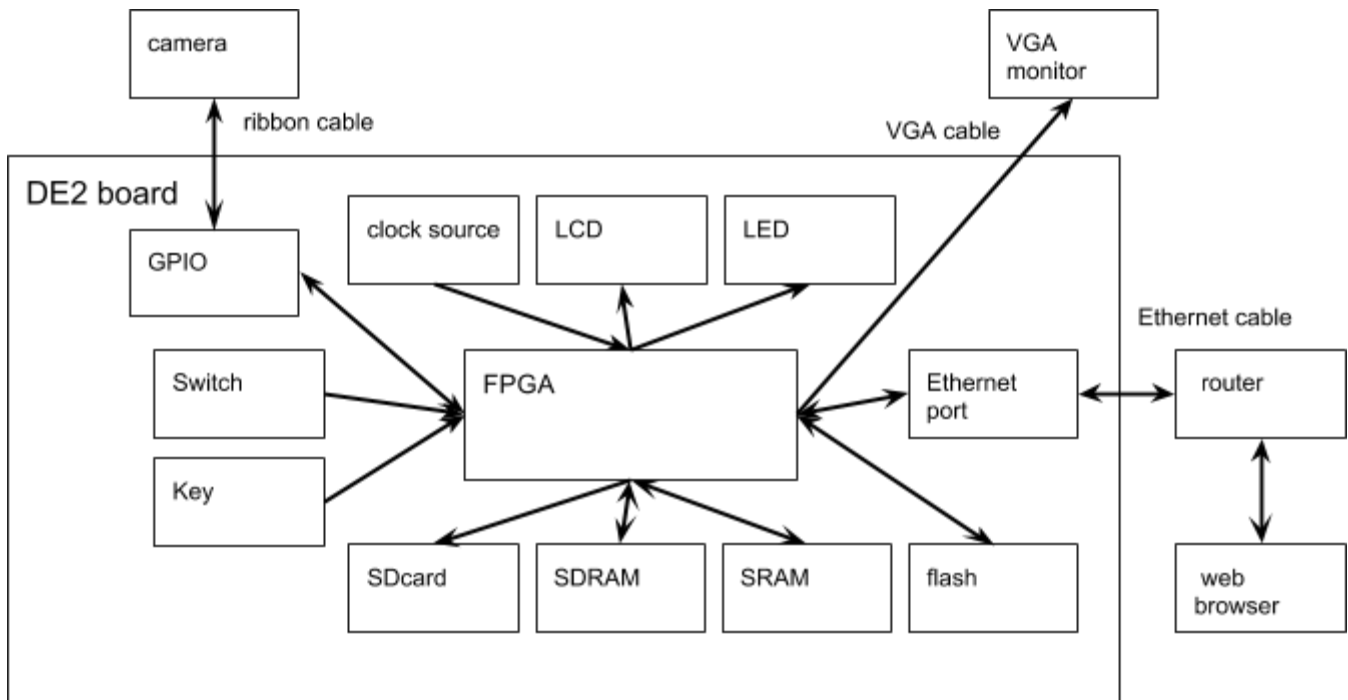 camera
VGA
monitor
ribbon cable
VGA cable
DE2 board
clock source
LCD
LED
GPIO
Ethernet cable
Switch
FPGA
Ethernet
port
router
Key
SDcard
SDRAM
SRAM
flash
web
browser